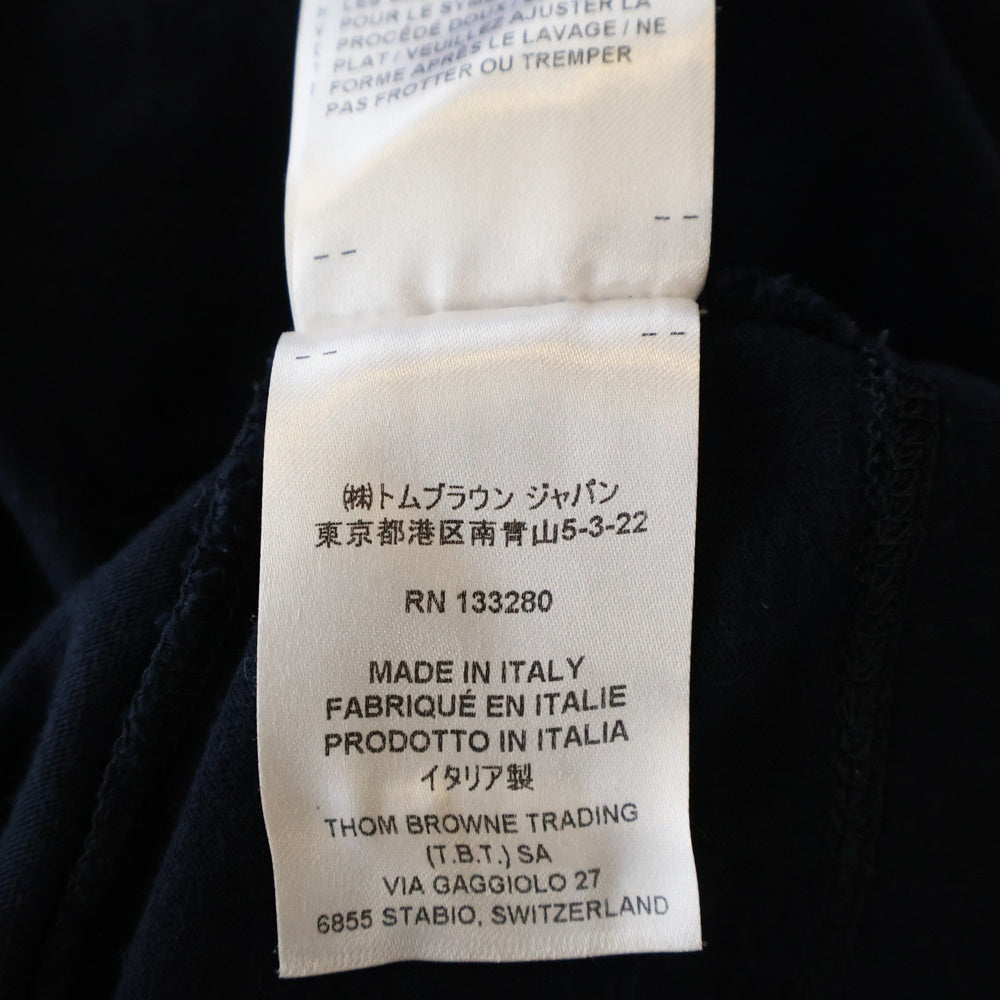 POUR LE
PROCÉDÉ DOUX / AJUSTER LA
PLAT / VEUILLEZ
FORME APRÈS LE LAVAGE / NE
PAS FROTTER OU TREMPER
㈱トムブラウン ジャパン
東京都港区南青山5-3-22
RN 133280
MADE IN ITALY
FABRIQUÉ EN ITALIE
PRODOTTO IN ITALIA
イタリア製
THOM BROWNE TRADING
(T.B.T.) SA
VIA GAGGIOLO 27
6855 STABIO, SWITZERLAND